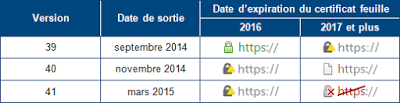 Version
Date de sortie
Date d'expiration du certificat feuille
2016
2017 et plus
39
septembre 2014
https://
https://
40
novembre 2014
https://
https://
41
mars 2015
https://
https://